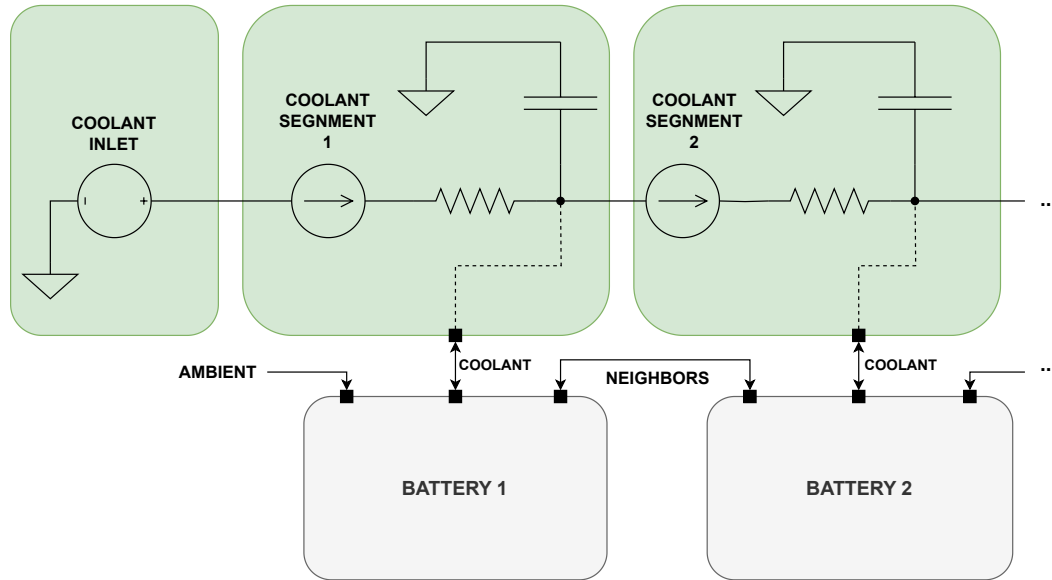 COOLANT
INLET
-
+
COOLANT
SEGNMENT
1
COOLANT
SEGNMENT
2
..
AMBIENT
COOLANT
NEIGHBORS
COOLANT
..
BATTERY 1
BATTERY 2